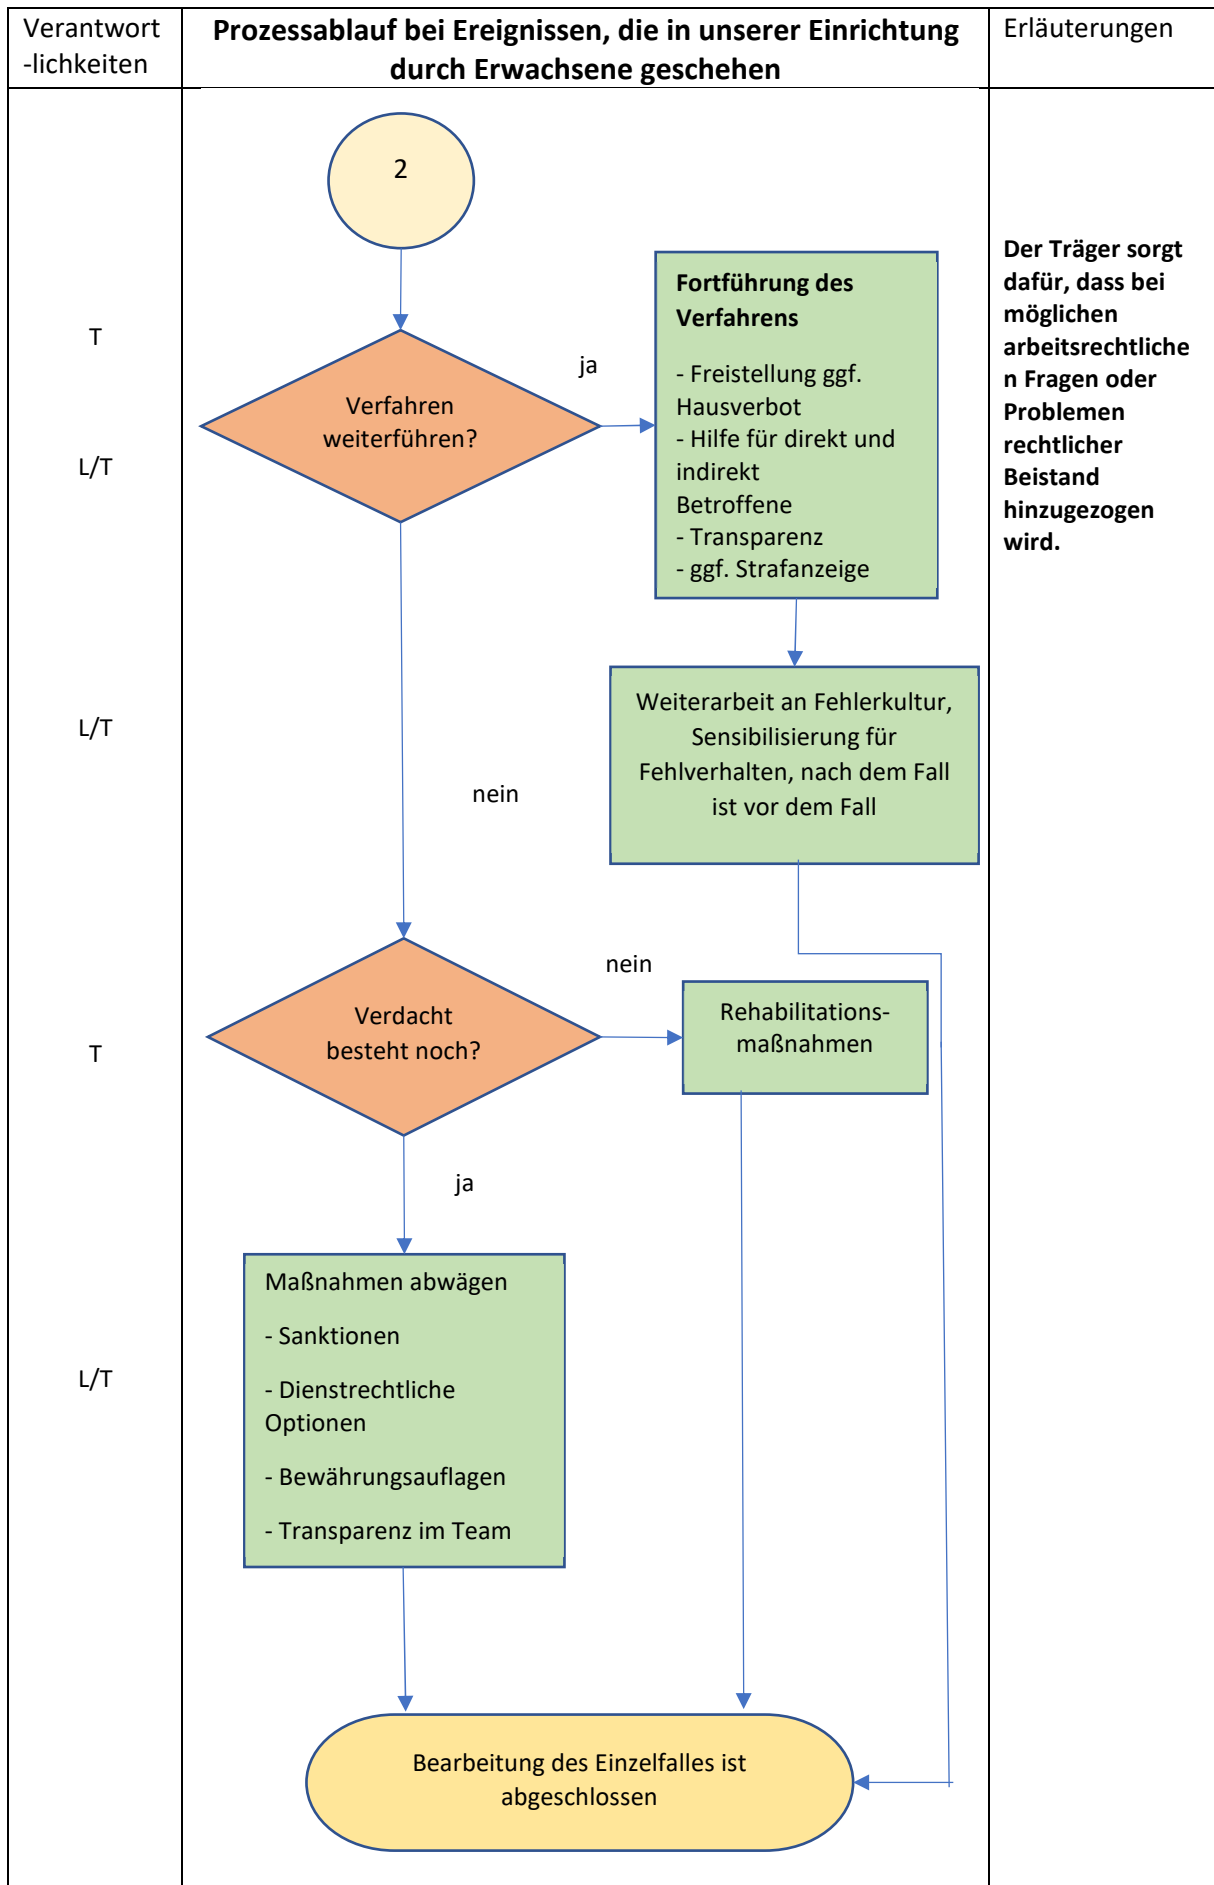 Verantwort
-lichkeiten
Prozessablauf bei Ereignissen, die in unserer Einrichtung
durch Erwachsene geschehen
Erläuterungen
2
T
L/T
Verfahren
weiterführen?
ja
Fortführung des
Verfahrens
- Freistellung ggf.
Hausverbot
- Hilfe für direkt und
indirekt
Betroffene
- Transparenz
- ggf. Strafanzeige
Der Träger sorgt
dafür, dass bei
möglichen
arbeitsrechtliche
n Fragen oder
Problemen
rechtlicher
Beistand
hinzugezogen
wird.
L/T
Weiterarbeit an Fehlerkultur,
Sensibilisierung für
Fehlverhalten, nach dem Fall
ist vor dem Fall
nein
T
Verdacht
besteht noch?
nein
Rehabilitations-
maßnahmen
ja
L/T
Maßnahmen abwägen
- Sanktionen
- Dienstrechtliche
Optionen
- Bewährungsauflagen
- Transparenz im Team
Bearbeitung des Einzelfalles ist
abgeschlossen